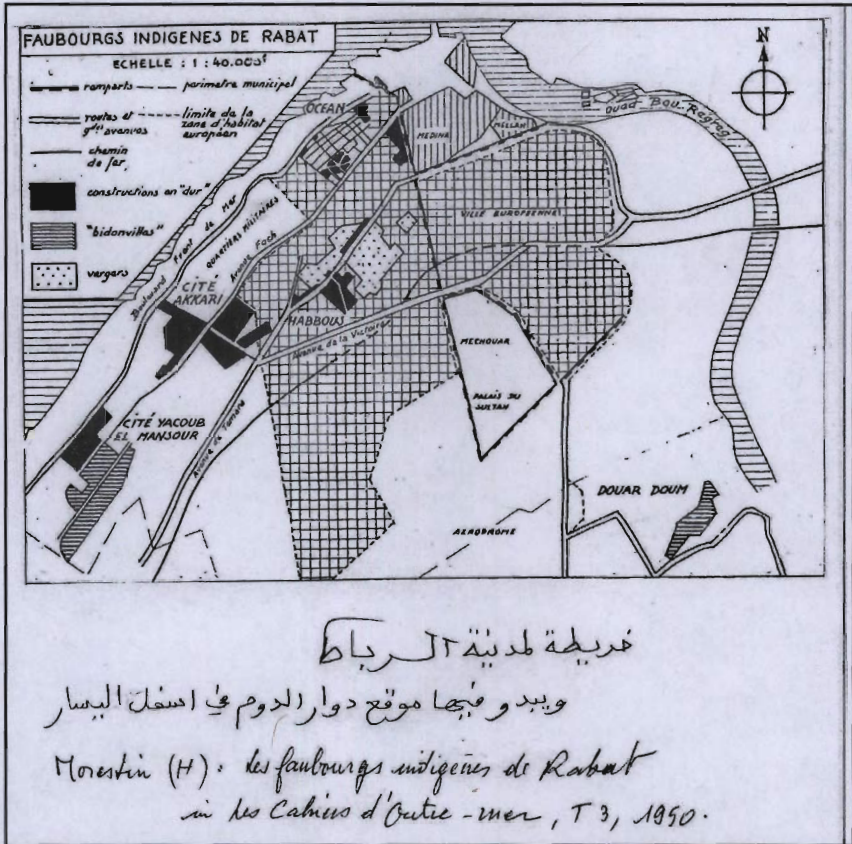 FAUBOURGS INDIGENES DE RABAT
ECHELLE : 1 : 40.000e
remparts
perimetre municipal
routes et gdes avenues
limite de la zone d'habitat européen
chemin de fer
constructions en "dur"
"bidonvilles"
vergers
N
OCEAN
MEDINA
MELLAH
Ouad Bou-Regreg
VILLE EUROPEENNE
Boulevard Front de Mer
QUARTIERS MILITAIRES
Avenue Foch
CITÉ AKKARI
HABBOUS
Avenue de la Victoire
MECHOUAR
PALAIS DU SULTAN
CITÉ YACOUB EL MANSOUR
Avenue de Temara
DOUAR DOUM
AERODROME
خريطة لمدينة الرباط
ويبدو فيها موقع دوار الدوم في اسفل اليسار
Morestin (H). Les faubourgs indigènes de Rabat
in les Cahiers d'Outre-mer, T 3, 1950.